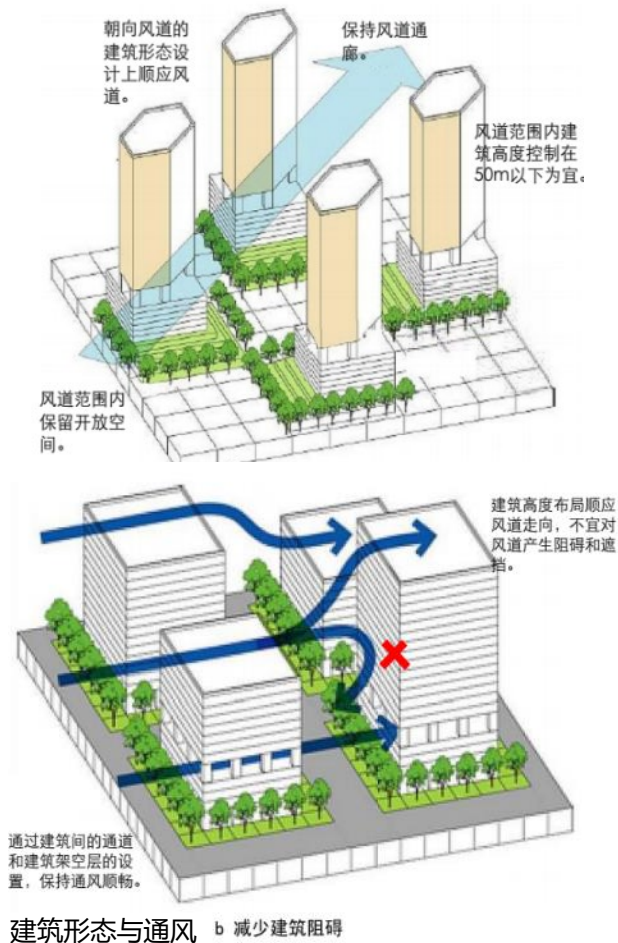 朝向风道的
建筑形态设
计上顺应风
道。
保持风道通
廊。
风道范围内建
筑高度控制在
50m以下为宜。
风道范围内
保留开放空
间。
建筑高度布局顺应
风道走向，不宜对
风道产生阻碍和遮
挡。
通过建筑间的通道
和建筑架空层的设
置，保持通风顺畅。
建筑形态与通风 b 减少建筑阻碍